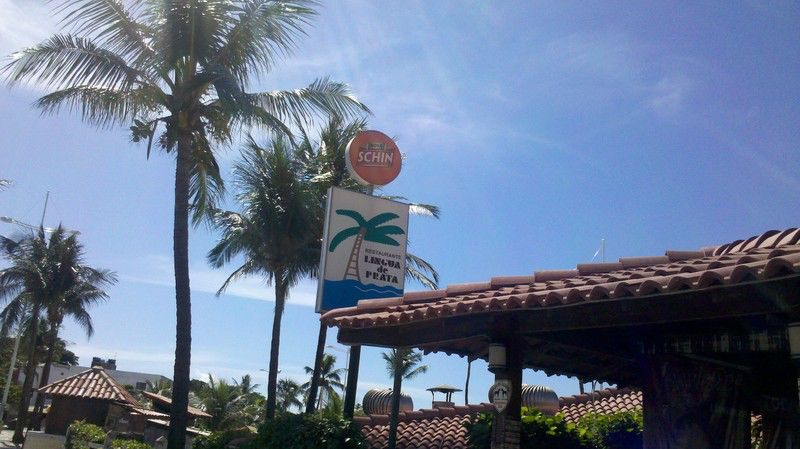 SCHIN
RESTAURANTE
LINGUA
de
PRATA